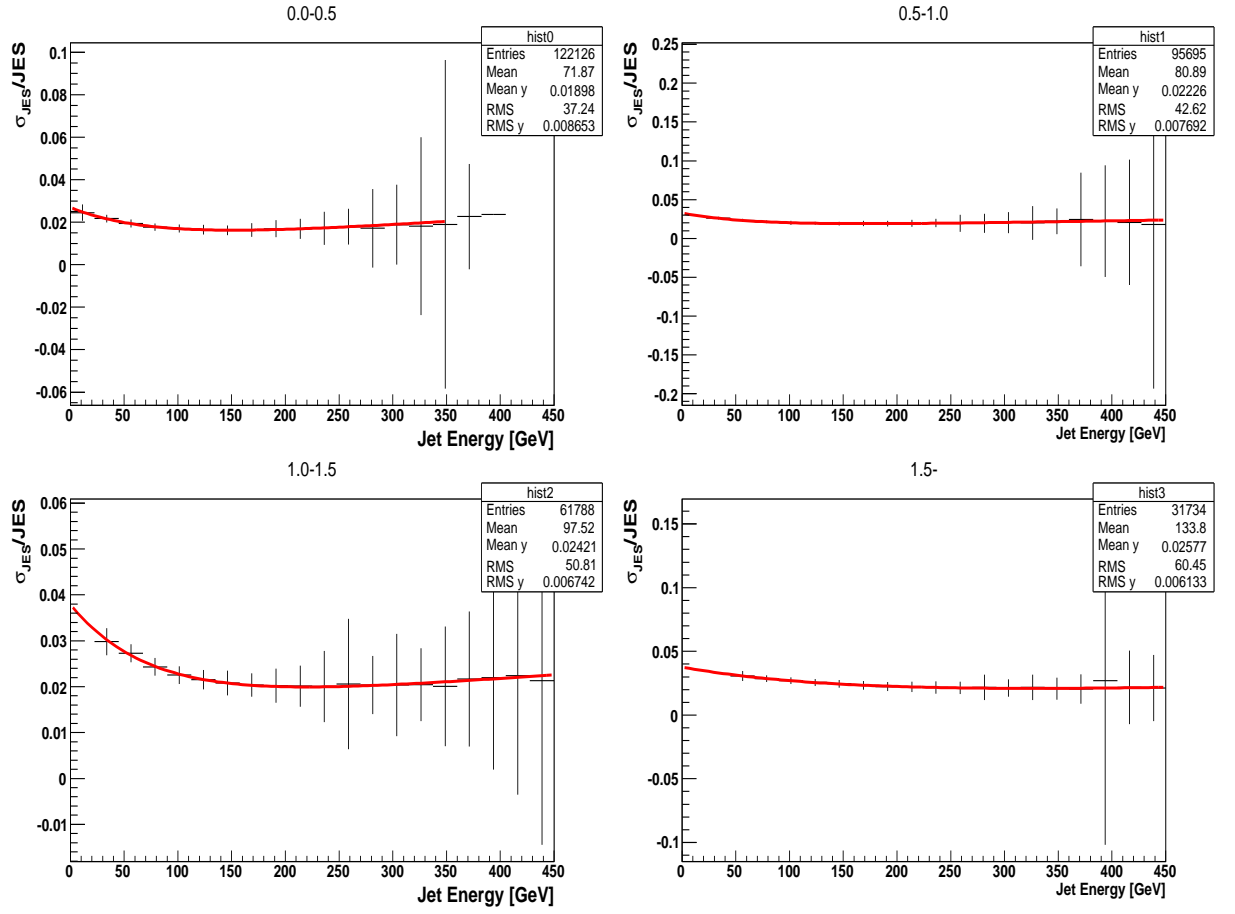 0.0-0.5
hist0
Entries 122126
Mean 71.87
Mean y 0.01898
RMS 37.24
RMS y 0.008653
σJES/JES
0.1
0.08
0.06
0.04
0.02
0
-0.02
-0.04
-0.06
0 50 100 150 200 250 300 350 400 450
Jet Energy [GeV]
0.5-1.0
hist1
Entries 95695
Mean 80.89
Mean y 0.02226
RMS 42.62
RMS y 0.007692
σJES/JES
0.25
0.2
0.15
0.1
0.05
0
-0.05
-0.1
-0.15
-0.2
0 50 100 150 200 250 300 350 400 450
Jet Energy [GeV]
1.0-1.5
hist2
Entries 61788
Mean 97.52
Mean y 0.02421
RMS 50.81
RMS y 0.006742
σJES/JES
0.06
0.05
0.04
0.03
0.02
0.01
0
-0.01
0 50 100 150 200 250 300 350 400 450
Jet Energy [GeV]
1.5-
hist3
Entries 31734
Mean 133.8
Mean y 0.02577
RMS 60.45
RMS y 0.006133
σJES/JES
0.15
0.1
0.05
0
-0.05
-0.1
0 50 100 150 200 250 300 350 400 450
Jet Energy [GeV]